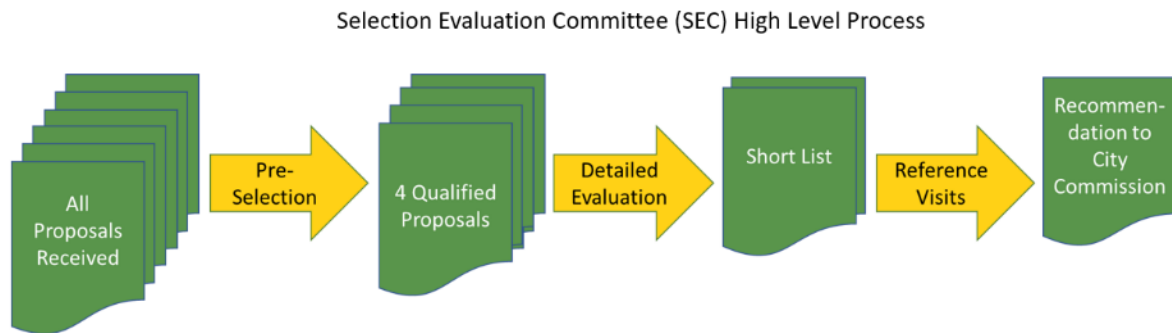 Selection Evaluation Committee (SEC) High Level Process
All
Proposals
Received
Pre-
Selection
4 Qualified
Proposals
Detailed
Evaluation
Short List
Reference
Visits
Recommen-
dation to
City
Commission